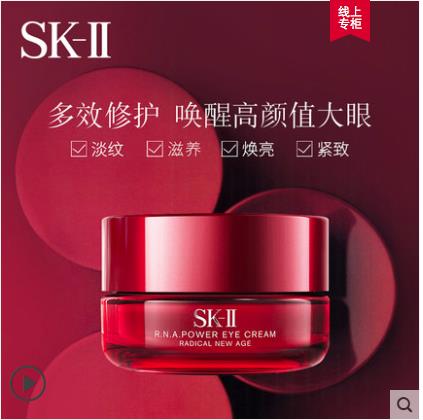 线上
专柜
SK-II
多效修护 唤醒高颜值大眼
淡纹 滋养 焕亮 紧致
SK-II
R.N.A.POWER EYE CREAM
RADICAL NEW AGE